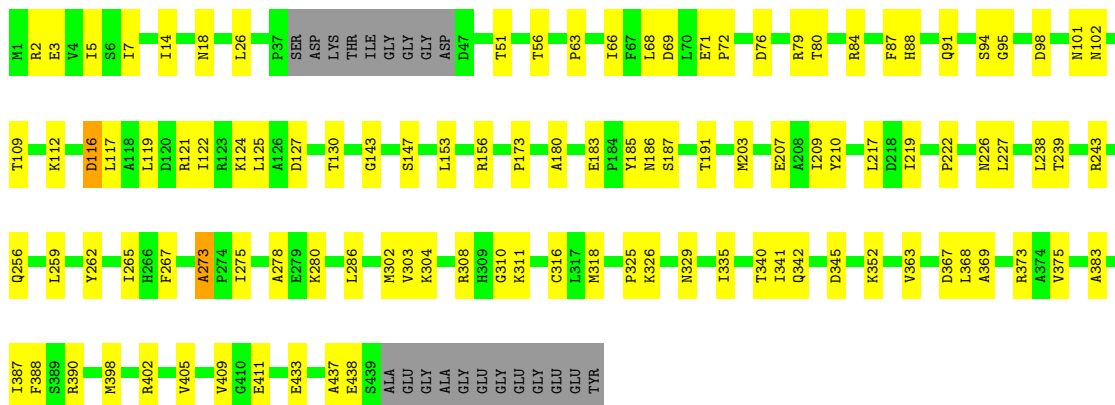 M1 R2 E3 V4 I5 S6 I7 I14 N18 L26 P37 SER ASP LYS THR ILE GLY GLY GLY ASP D47 T51 T56 P63 I66 F67 L68 D69 L70 E71 P72 D76 R79 T80 R84 F87 H88 Q91 S94 G95 D98 N101 N102
T109 K112 D116 L117 A118 L119 D120 R121 I122 R123 K124 L125 A126 D127 T130 G143 S147 L153 R156 P173 A180 E183 P184 Y185 N186 S187 T191 M203 E207 A208 I209 Y210 L217 D218 I219 P222 N226 L227 L238 T239 R243
Q256 L259 Y262 I265 H266 F267 A273 P274 I275 A278 E279 K280 L286 M302 V303 K304 R308 H309 G310 K311 C316 L317 M318 P325 K326 N329 I335 T340 I341 Q342 D345 K352 V363 D367 L368 A369 R373 A374 V375 A383
I387 F388 S389 R390 M398 R402 V405 V409 G410 E411 E433 A437 E438 S439 ALA GLU GLY ALA GLY GLU GLY GLU GLY GLU GLU TYR